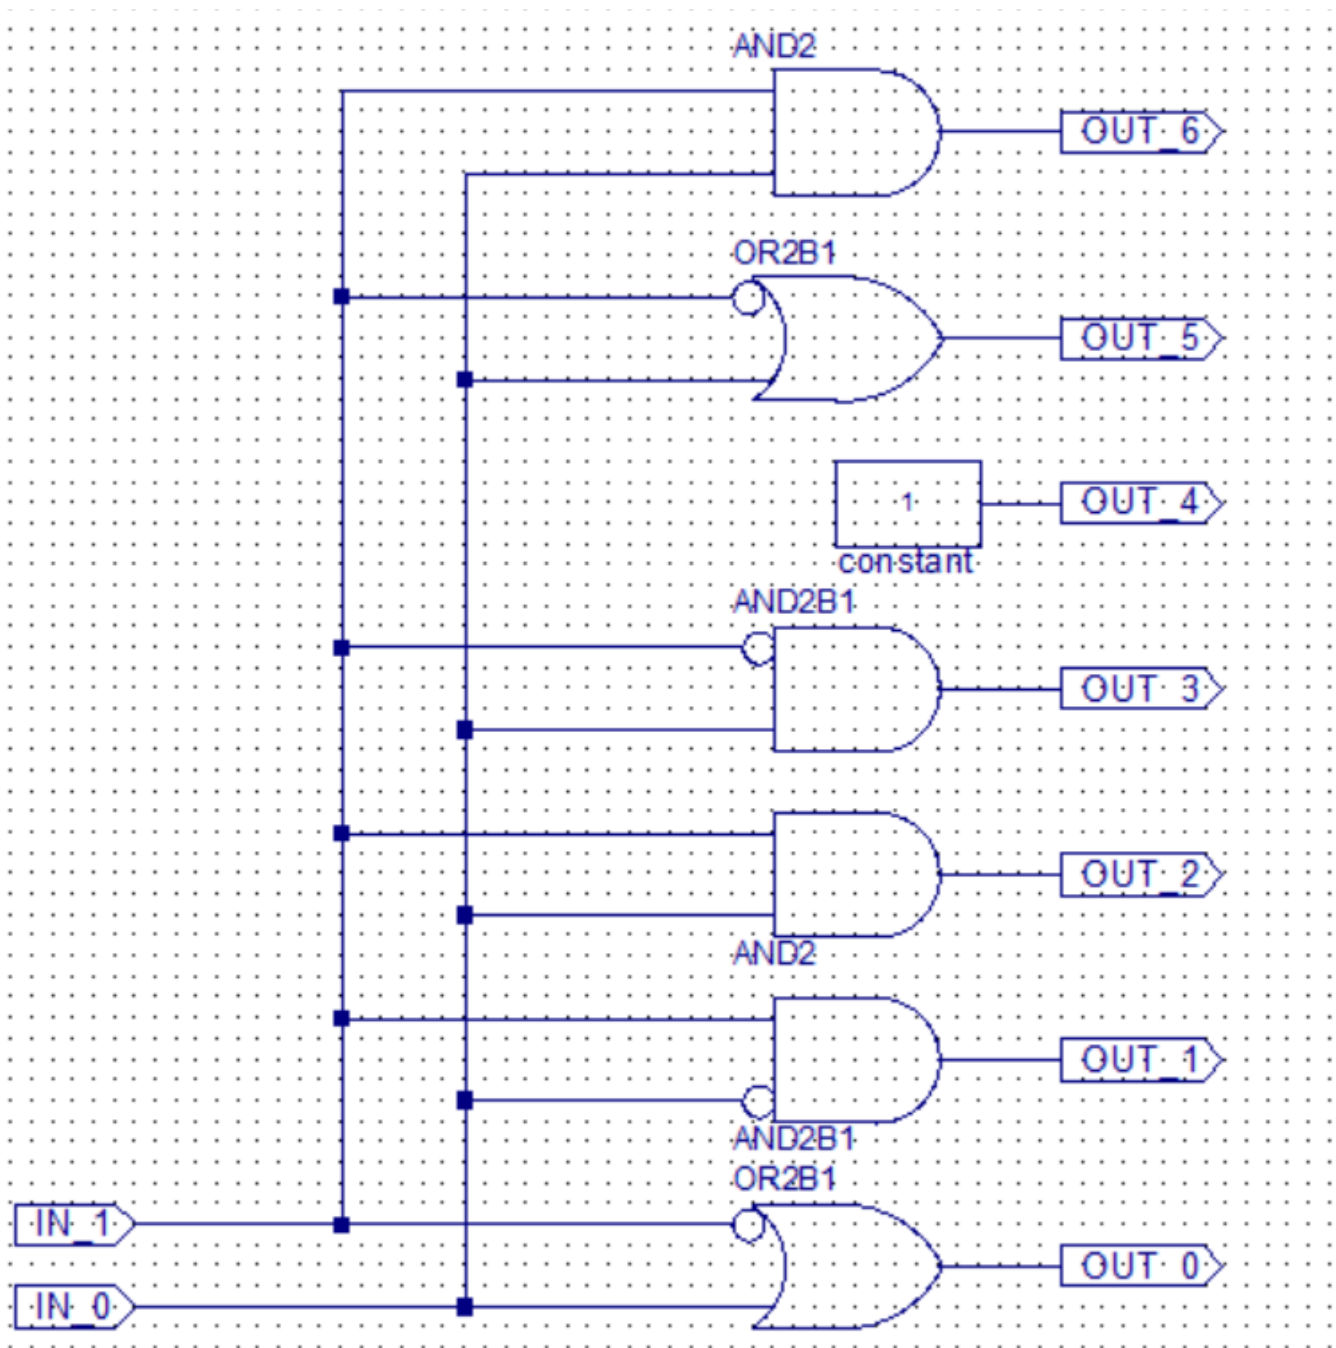 AND2
OUT_6
OR2B1
OUT_5
1
OUT_4
constant
AND2B1
OUT_3
OUT_2
AND2
OUT_1
AND2B1
OR2B1
IN_1
OUT_0
IN_0